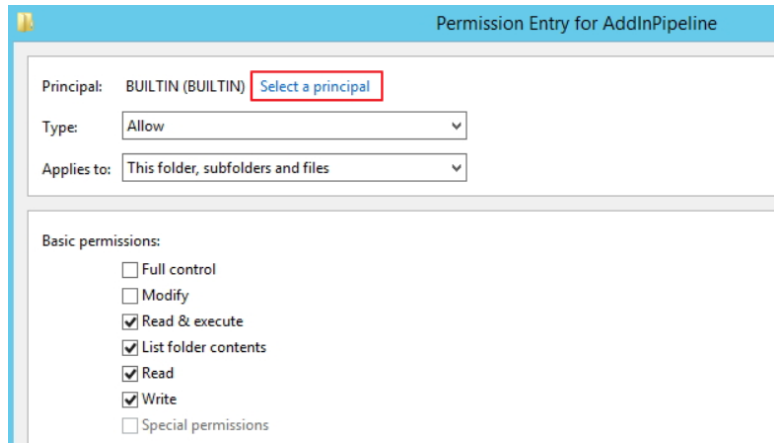 Permission Entry for AddInPipeline
Principal: BUILTIN (BUILTIN) Select a principal
Type: Allow
Applies to: This folder, subfolders and files
Basic permissions:
Full control
Modify
Read & execute
List folder contents
Read
Write
Special permissions